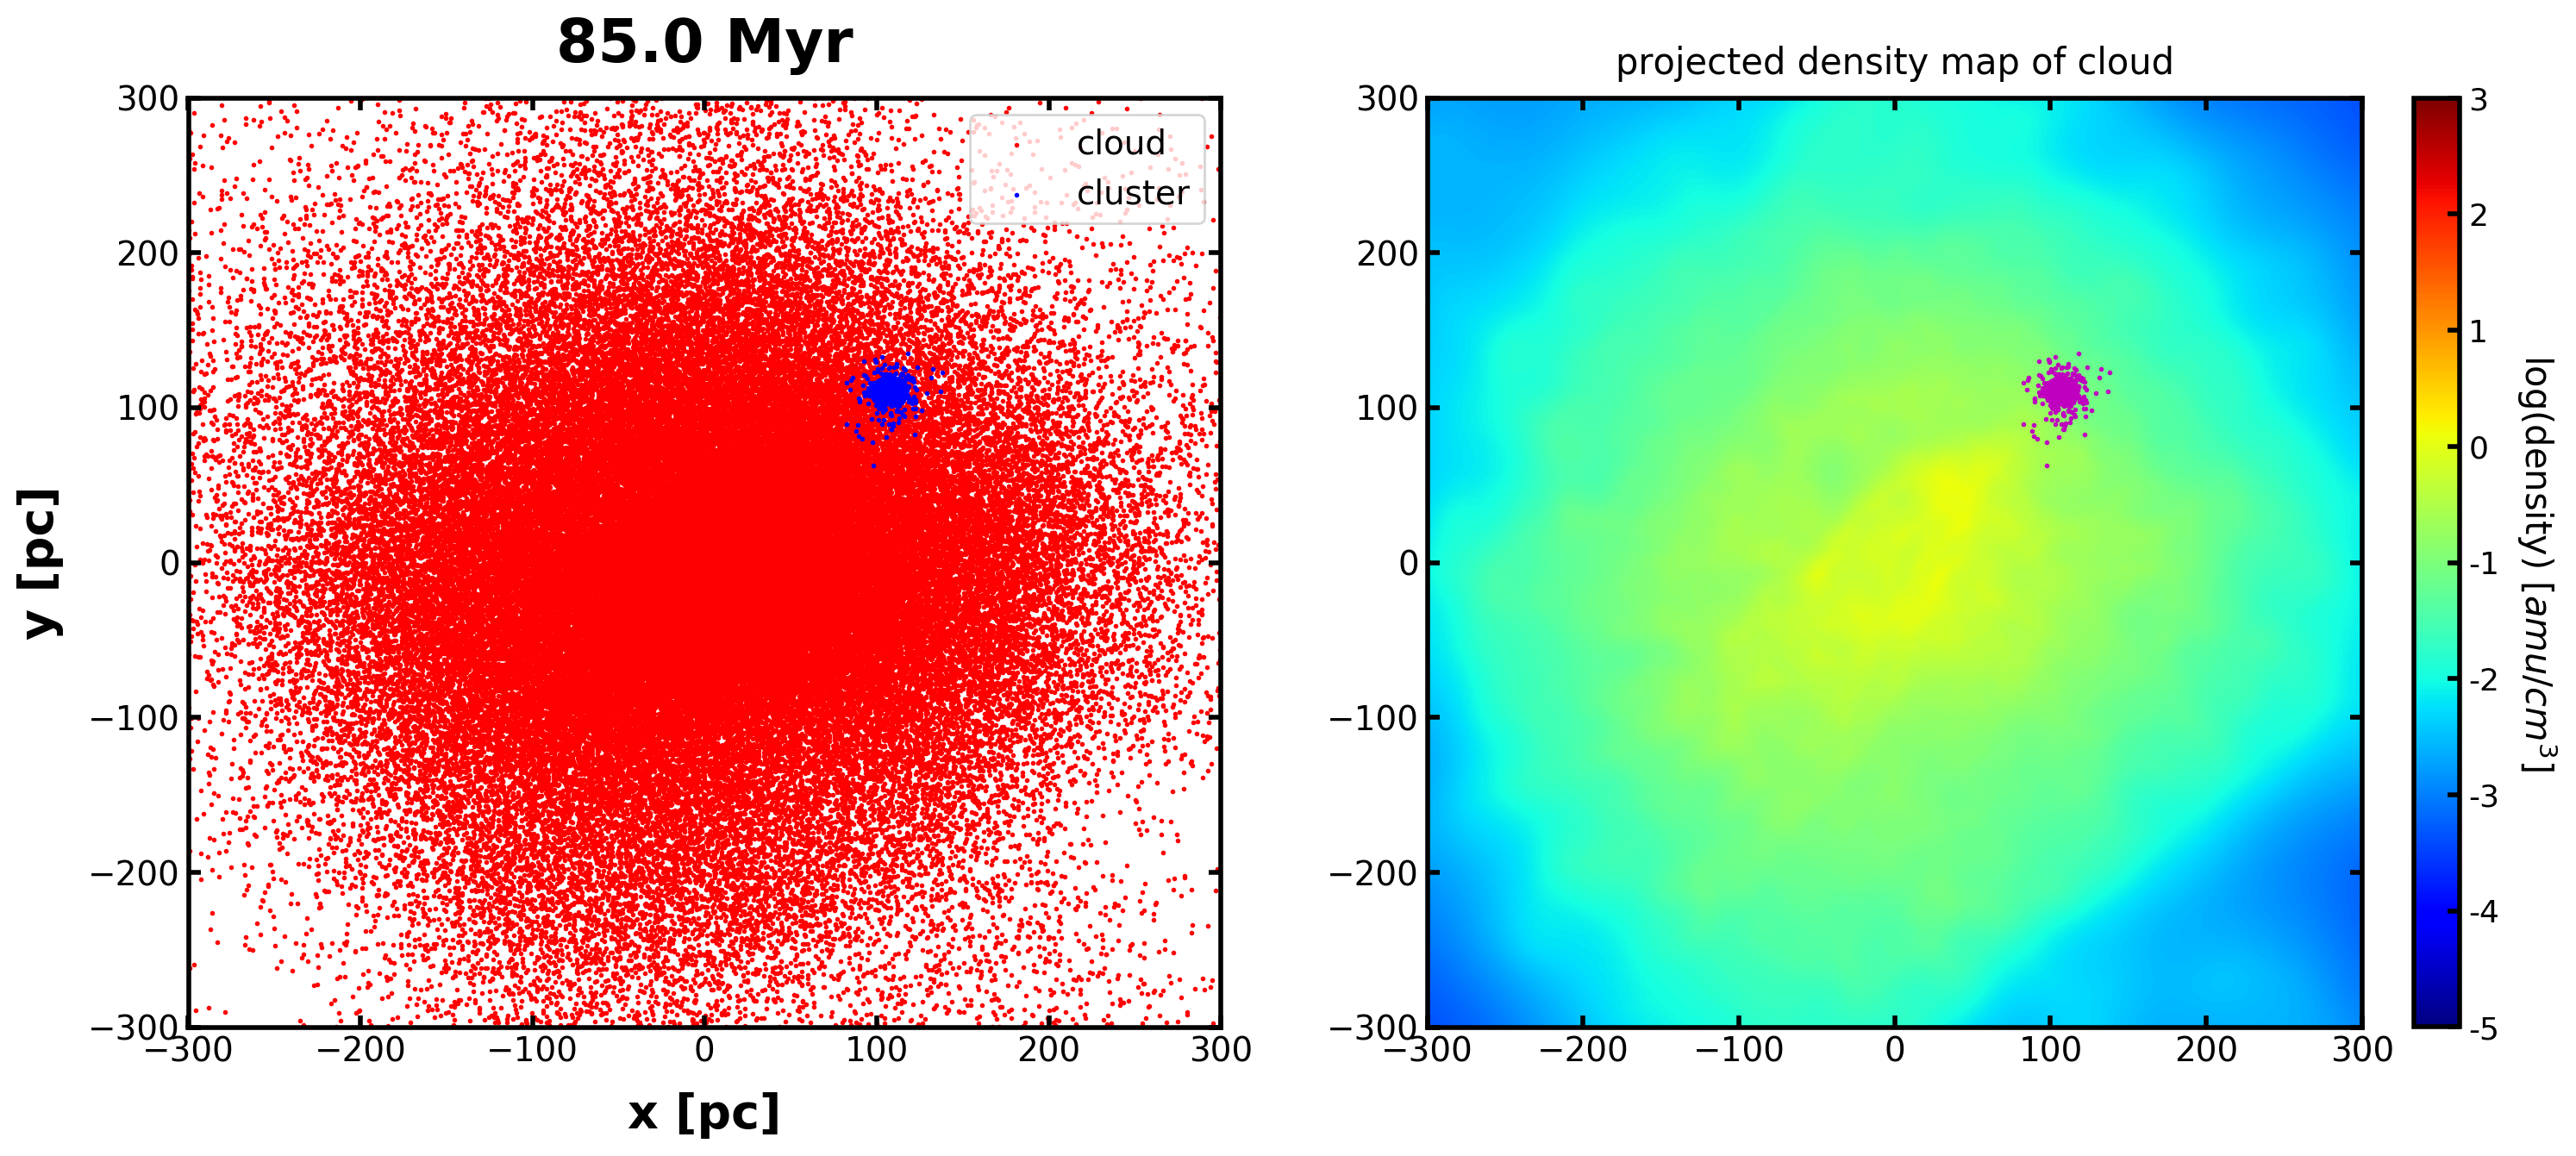 85.0 Myr
projected density map of cloud
cloud
cluster
300
200
100
0
−100
−200
−300
y [pc]
−300 −200 −100 0 100 200 300
x [pc]
300
200
100
0
−100
−200
−300
−300 −200 −100 0 100 200 300
3
2
1
0
-1
-2
-3
-4
-5
log(density) [amu/cm³]